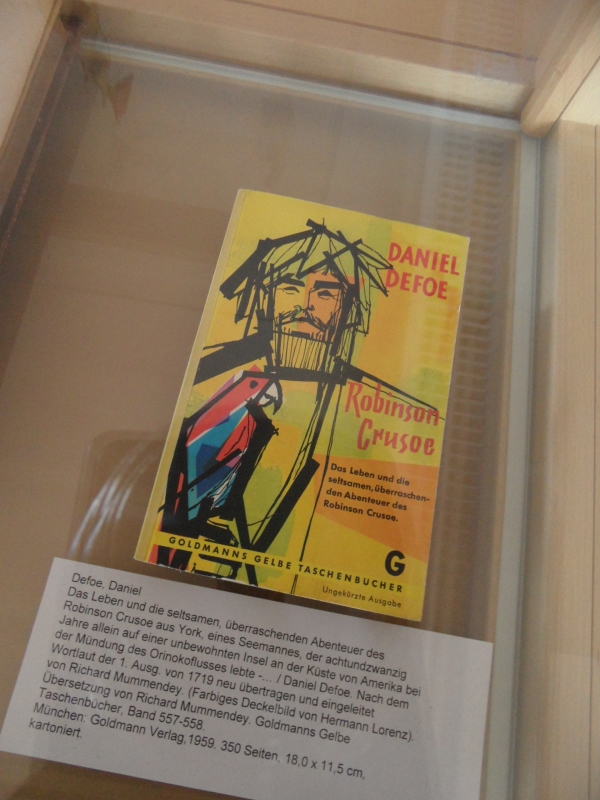 DANIEL
DEFOE
Robinson
Crusoe
Das Leben und die
seltsamen, überraschen-
den Abenteuer des
Robinson Crusoe.
GOLDMANNS GELBE TASCHENBÜCHER
G
Ungekürzte Ausgabe
Defoe, Daniel
Das Leben und die seltsamen, überraschenden Abenteuer des
Robinson Crusoe aus York, eines Seemannes, der achtundzwanzig
Jahre allein auf einer unbewohnten Insel an der Küste von Amerika bei
der Mündung des Orinokoflusses lebte -... / Daniel Defoe. Nach dem
Wortlaut der 1. Ausg. von 1719 neu übertragen und eingeleitet
von Richard Mummendey. (Farbiges Deckelbild von Hermann Lorenz).
Übersetzung von Richard Mummendey. Goldmanns Gelbe
Taschenbücher, Band 557-558.
München: Goldmann Verlag,1959. 350 Seiten. 18,0 x 11,5 cm,
kartoniert.